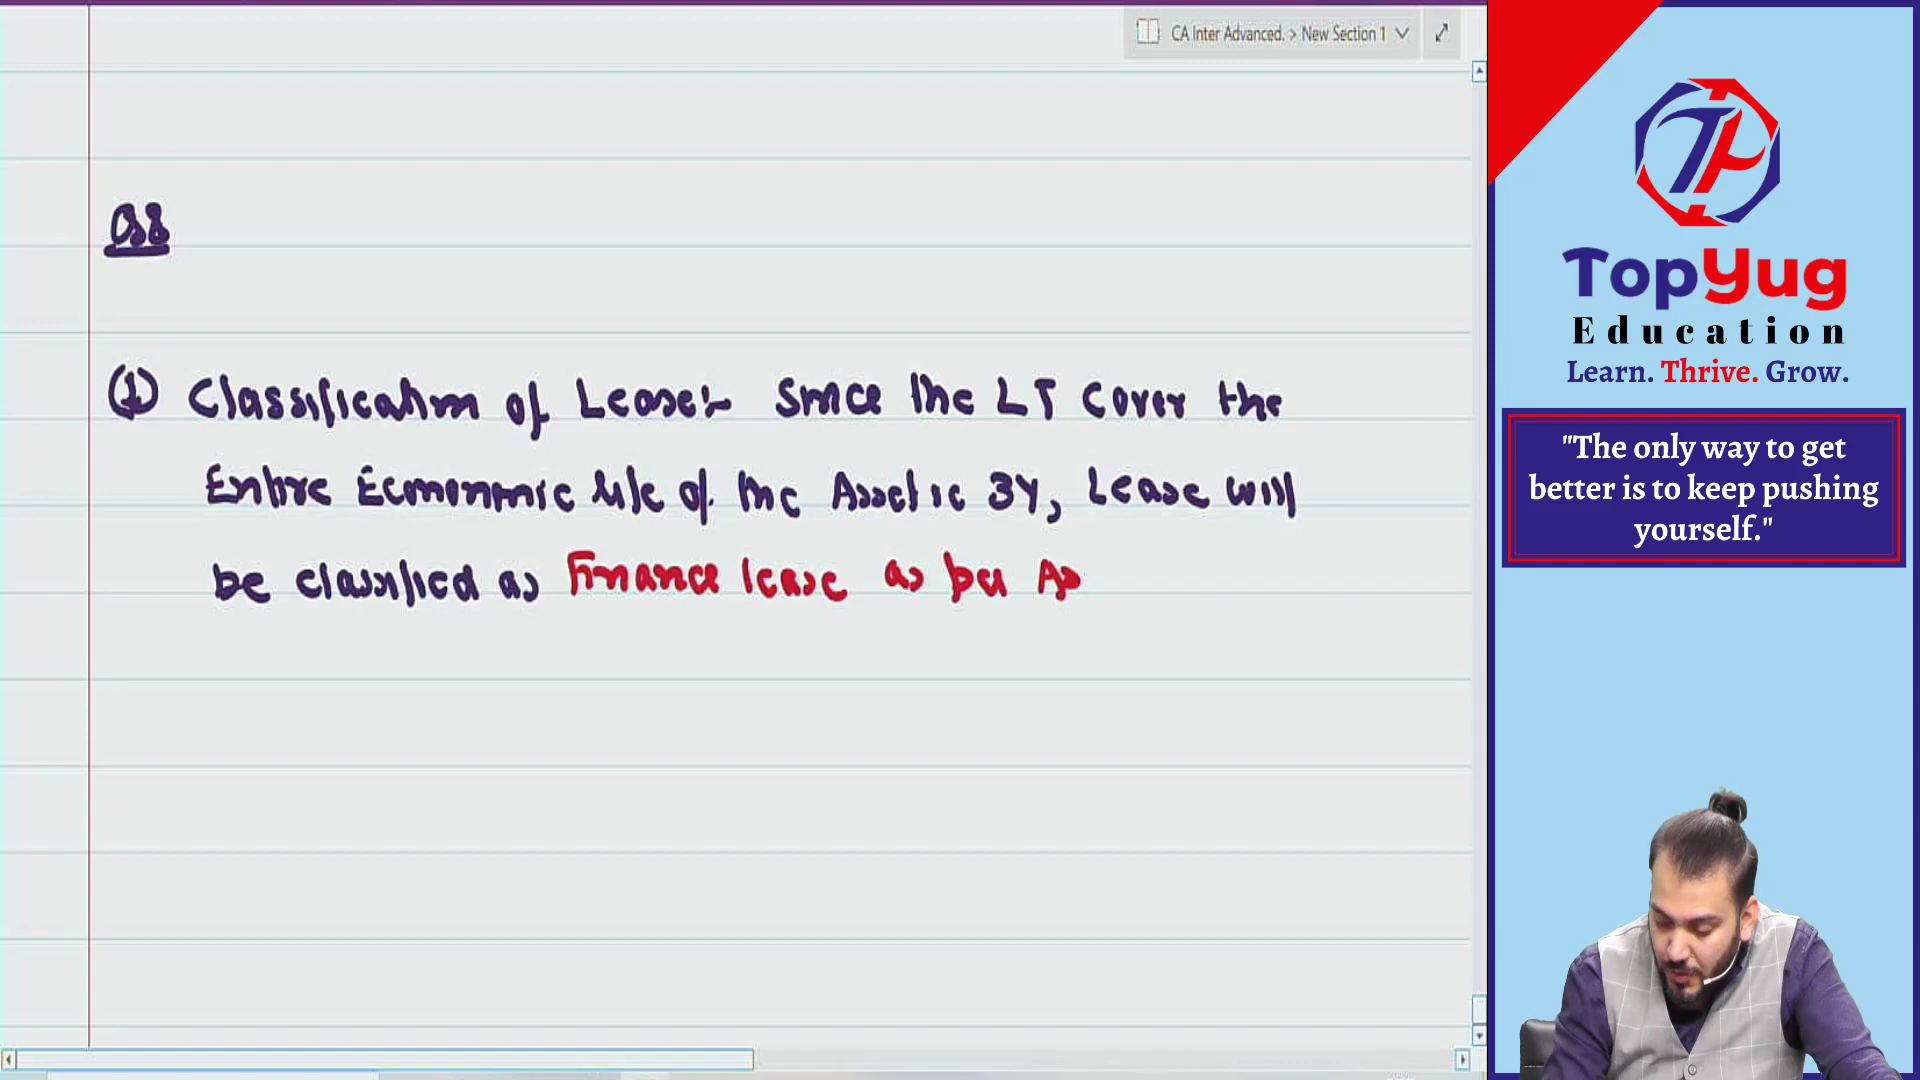 CA Inter Advanced. > New Section 1
Q8
(1) Classification of Lease:- Since the LT cover the
Entire Economic life of the Asset ie 3Y, Lease will
be classified as Finance lease as per AS
TopYug
Education
Learn. Thrive. Grow.
"The only way to get
better is to keep pushing
yourself."